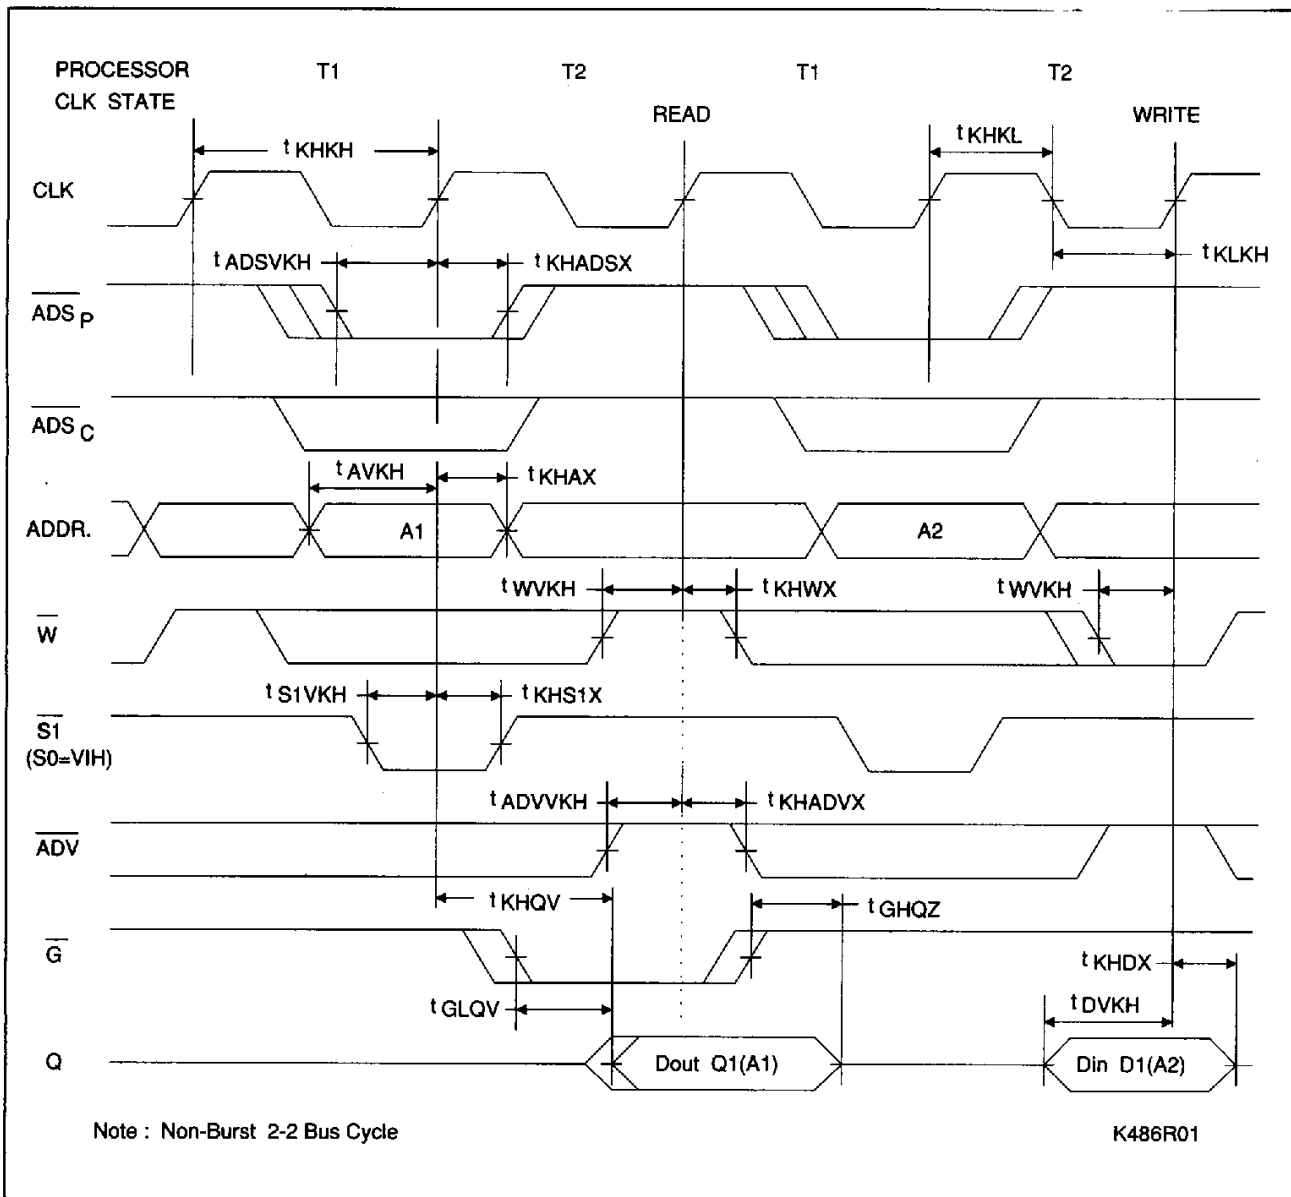 PROCESSOR T1 T2 T1 T2
CLK STATE
READ WRITE
t KHKH t KHKL
CLK
t ADSVKH t KHADSX t KLKH
ADS P
ADS C
t AVKH t KHAX
ADDR. A1 A2
t WVKH t KHWX t WVKH
W
t S1VKH t KHS1X
S1
(S0=VIH)
t ADVVKH t KHADVX
ADV
t KHQV t GHQZ
G
t KHDX
t GLQV t DVKH
Q Dout Q1(A1) Din D1(A2)
Note : Non-Burst 2-2 Bus Cycle K486R01